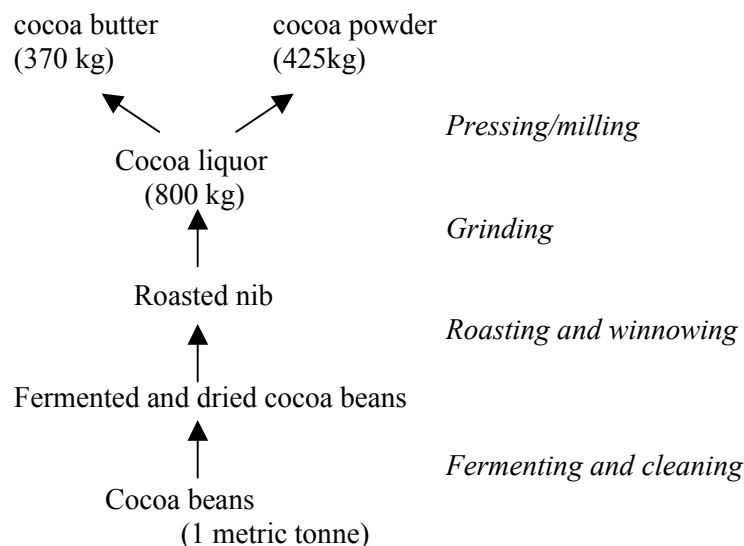 cocoa butter
(370 kg)
cocoa powder
(425kg)
Pressing/milling
Cocoa liquor
(800 kg)
Grinding
Roasted nib
Roasting and winnowing
Fermented and dried cocoa beans
Fermenting and cleaning
Cocoa beans
(1 metric tonne)